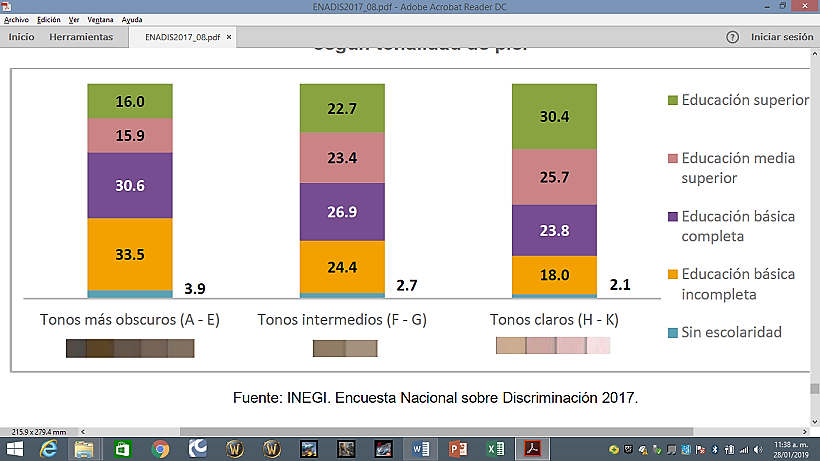 ENADIS2017_08.pdf - Adobe Acrobat Reader DC
Archivo Edición Ver Ventana Ayuda
Inicio Herramientas ENADIS2017_08.pdf × ? Iniciar sesión
según tonalidad de piel
16.0 22.7 30.4 Educación superior
15.9 23.4 25.7 Educación media
superior
30.6 26.9 23.8 Educación básica
completa
33.5 24.4 18.0 Educación básica
incompleta
3.9 2.7 2.1 Sin escolaridad
Tonos más obscuros (A - E) Tonos intermedios (F - G) Tonos claros (H - K)
Fuente: INEGI. Encuesta Nacional sobre Discriminación 2017.
215.9 x 279.4 mm
11:38 a. m.
28/01/2019